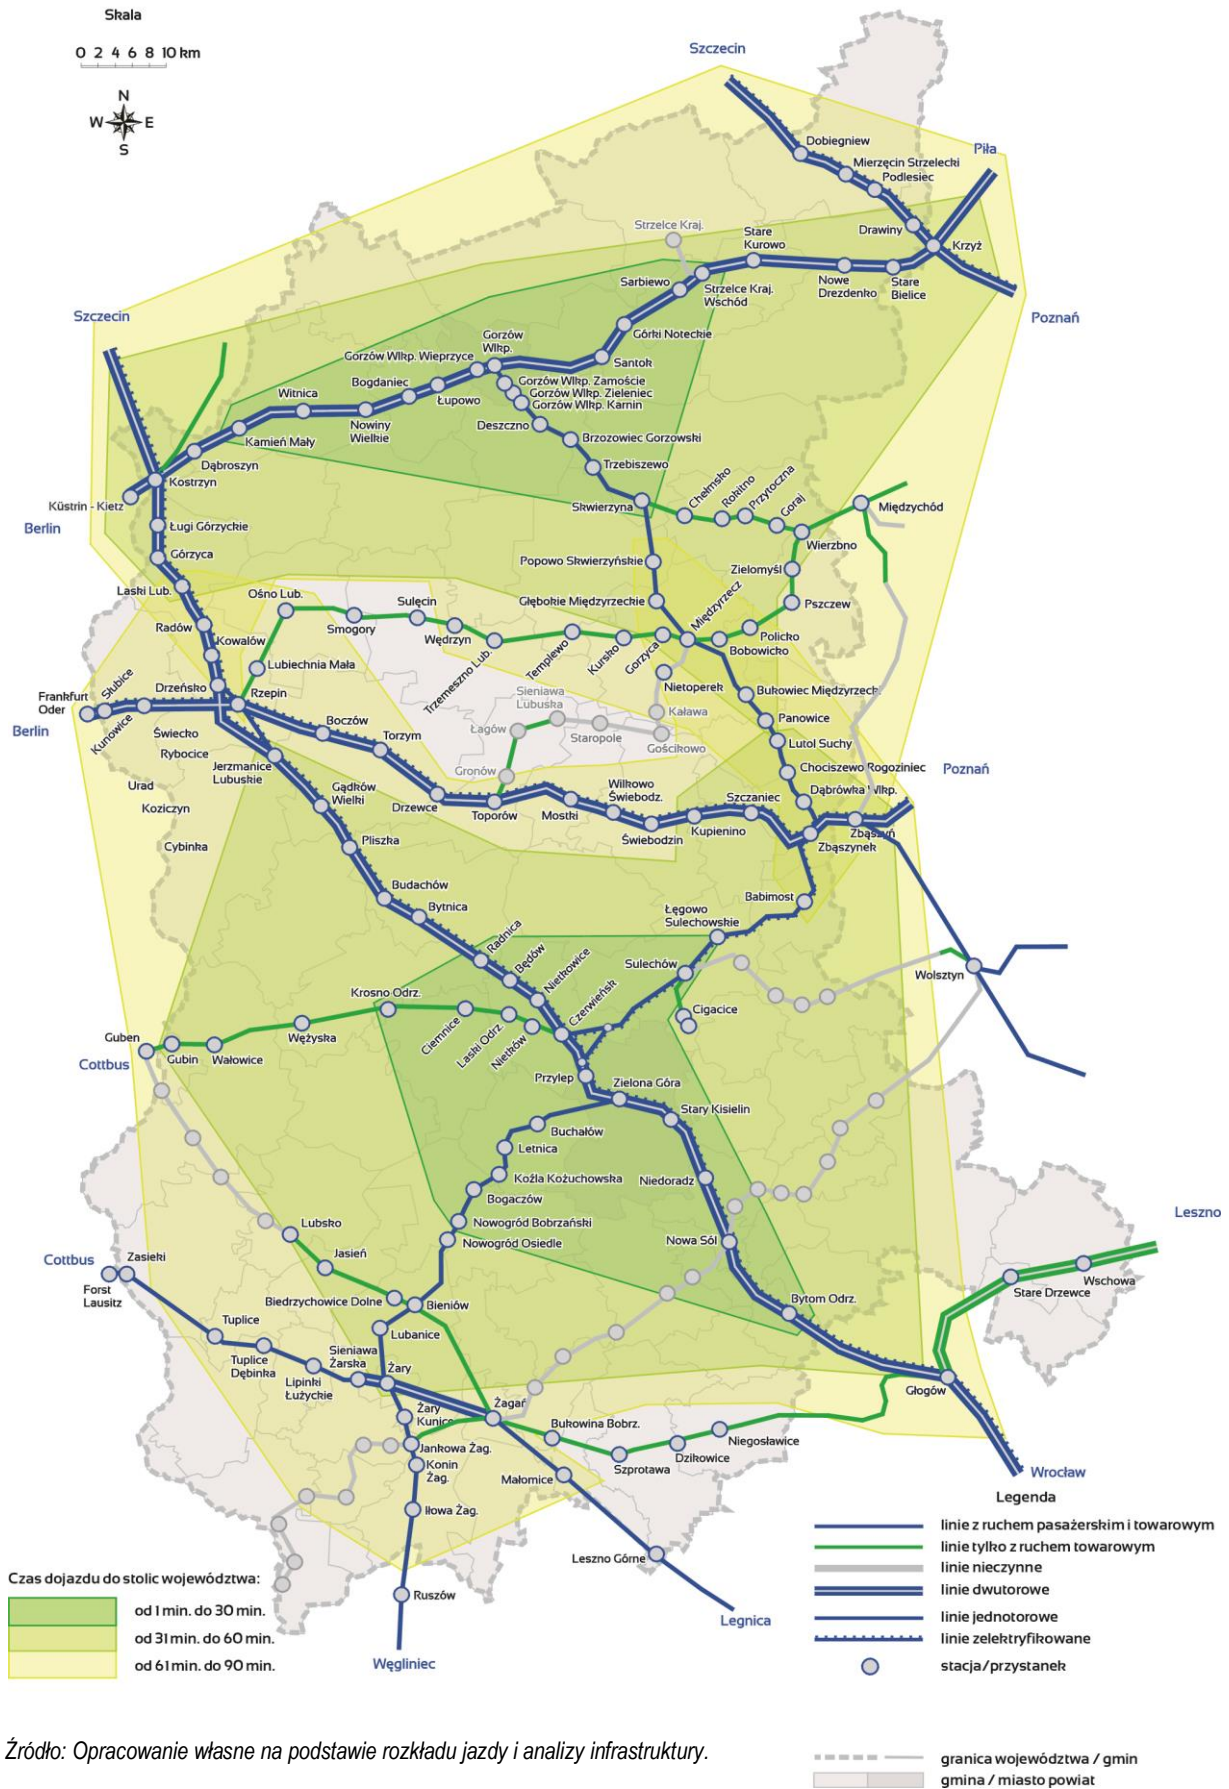 Skala
0 2 4 6 8 10 km
N
W E
S
Szczecin
Dobiegniew
Mierzęcin Strzelecki
Podlesiec
Piła
Drawiny
Krzyż
Strzelce Kraj.
Stare
Kurowo
Sarbiewo
Strzelce Kraj.
Wschód
Nowe
Drezdenko
Stare
Bielice
Poznań
Szczecin
Górki Noteckie
Gorzów
Wlkp.
Gorzów Wlkp. Wieprzyce
Santok
Bogdaniec
Gorzów Wlkp. Zamoście
Gorzów Wlkp. Zieleniec
Gorzów Wlkp. Karnin
Witnica
Łupowo
Nowiny
Wielkie
Deszczno
Kamień Mały
Brzozowiec Gorzowski
Dąbroszyn
Trzebiszewo
Kostrzyn
Küstrin - Kietz
Skwierzyna
Chełmsko
Rokitno
Przytoczna
Goraj
Międzychód
Berlin
Ługi Górzyckie
Wierzbno
Górzyca
Popowo Skwierzyńskie
Zielomyśl
Laski Lub.
Ośno Lub.
Sulęcin
Głębokie Międzyrzeckie
Międzyrzecz
Pszczew
Radów
Smogory
Wędrzyn
Policko
Kowalów
Trzemeszno Lub.
Templewo
Kursko
Gorzyca
Bobowicko
Lubiechnia Mała
Nietoperek
Drzeńsko
Rzepin
Bukowiec Międzyrzeck
Frankfurt
Oder
Słubice
Kunowice
Sieniawa
Lubuska
Kaława
Panowice
Berlin
Świecko
Boczów
Łagów
Staropole
Gościkowo
Lutol Suchy
Rybocice
Torzym
Jerzmanice
Lubuskie
Gronów
Chociszewo Rogoziniec
Poznań
Urad
Gądków
Wielki
Wilkowo
Świebodz.
Szczaniec
Dąbrówka Wlkp.
Koziczyn
Drzewce
Toporów
Mostki
Kupienino
Świebodzin
Zbąszyń
Zbąszynek
Cybinka
Pliszka
Budachów
Babimost
Bytnica
Łęgowo
Sulechowskie
Radnica
Będów
Nietkowice
Sulechów
Wolsztyn
Krosno Odrz.
Czerwieńsk
Cigacice
Ciemnice
Laski Odrz.
Nietków
Guben
Wężyska
Cottbus
Gubin
Wałowice
Przylep
Zielona Góra
Stary Kisielin
Buchałów
Letnica
Koźla Kożuchowska
Niedoradz
Bogaczów
Nowogród Bobrzański
Lubsko
Nowogród Osiedle
Nowa Sól
Leszno
Cottbus
Zasieki
Jasień
Wschowa
Forst
Lausitz
Stare Drzewce
Biedrzychowice Dolne
Bieniów
Bytom Odrz.
Tuplice
Lubanice
Tuplice
Dębinka
Sieniawa
Żarska
Żary
Lipinki
Łużyckie
Głogów
Żary
Kunice
Żagań
Bukowina Bobrz.
Niegosławice
Jankowa Żag.
Dzikowice
Konin
Żag.
Szprotawa
Małomice
Wrocław
Iłowa Żag.
Leszno Górne
Ruszów
Legnica
Węgliniec
Legenda
linie z ruchem pasażerskim i towarowym
linie tylko z ruchem towarowym
linie nieczynne
linie dwutorowe
linie jednotorowe
linie zelektryfikowane
stacja/przystanek
Czas dojazdu do stolic województwa:
od 1 min. do 30 min.
od 31 min. do 60 min.
od 61 min. do 90 min.
Źródło: Opracowanie własne na podstawie rozkładu jazdy i analizy infrastruktury.
granica województwa / gmin
gmina / miasto powiat